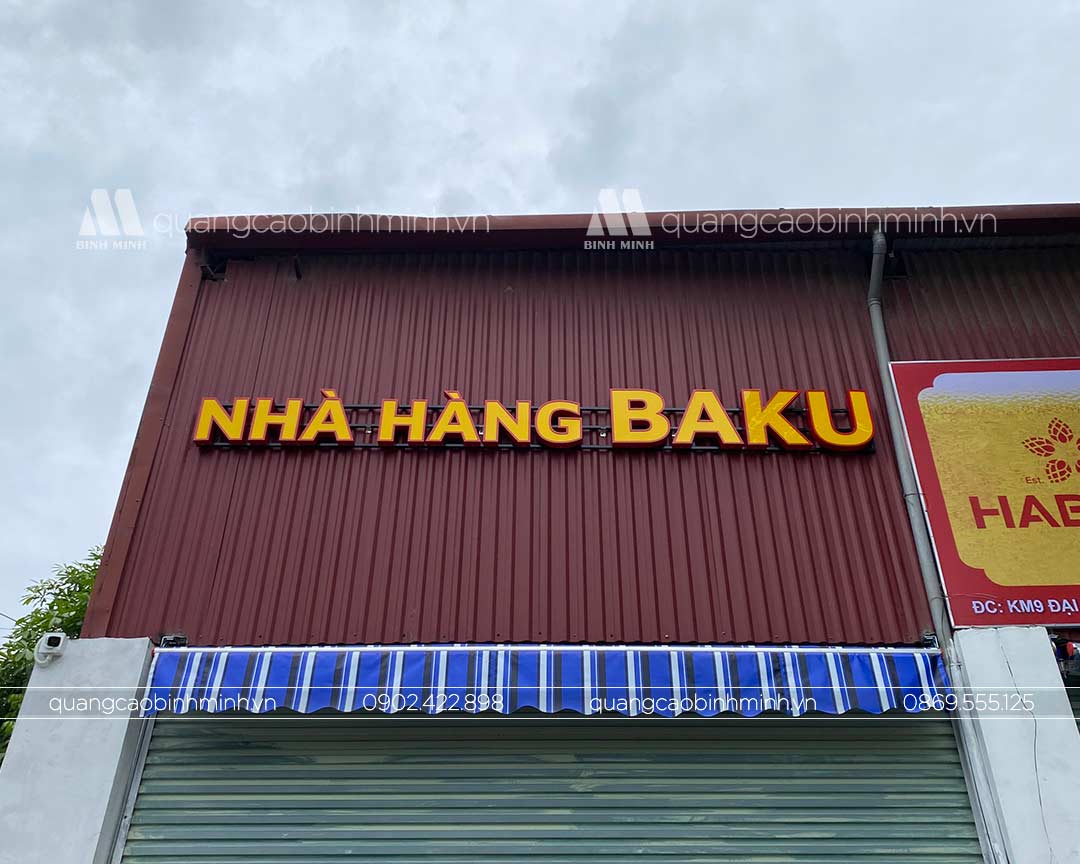 BINH MINH
quangcaobinhminh.vn
BINH MINH
quangcaobinhminh.vn
NHÀ HÀNG BAKU
Est.
ĐC: KM9 ĐẠI
quangcaobinhminh.vn
0902.422.898
quangcaobinhminh.vn
0869.555.125